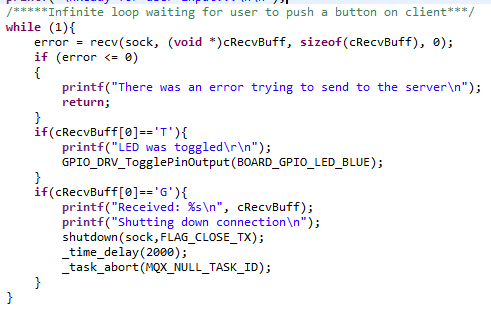 /*****Infinite loop waiting for user to push a button on client***/
while (1){
    error = recv(sock, (void *)cRecvBuff, sizeof(cRecvBuff), 0);
    if (error <= 0)
    {
        printf("There was an error trying to send to the server\n");
        return;
    }
    if(cRecvBuff[0]=='T'){
        printf("LED was toggled\r\n");
        GPIO_DRV_TogglePinOutput(BOARD_GPIO_LED_BLUE);
    }
    if(cRecvBuff[0]=='G'){
        printf("Received: %s\n", cRecvBuff);
        printf("Shutting down connection\n");
        shutdown(sock,FLAG_CLOSE_TX);
        _time_delay(2000);
        _task_abort(MQX_NULL_TASK_ID);
    }
}